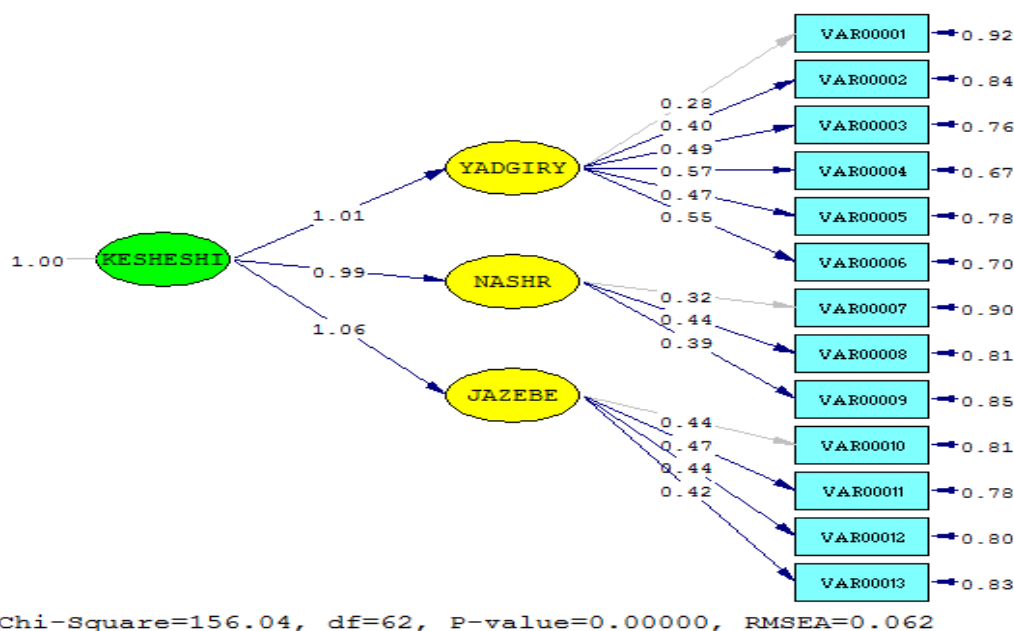 VAR00001 0.92
VAR00002 0.84
0.28
0.40
VAR00003 0.76
0.49
YADGIRY 0.57 VAR00004 0.67
0.47
1.01 0.55 VAR00005 0.78
1.00 KESHESHI VAR00006 0.70
0.99 NASHR 0.32
0.44 VAR00007 0.90
1.06 0.39 VAR00008 0.81
JAZEBE VAR00009 0.85
0.44
0.47 VAR00010 0.81
0.44
0.42 VAR00011 0.78
VAR00012 0.80
VAR00013 0.83
Chi-Square=156.04, df=62, P-value=0.00000, RMSEA=0.062